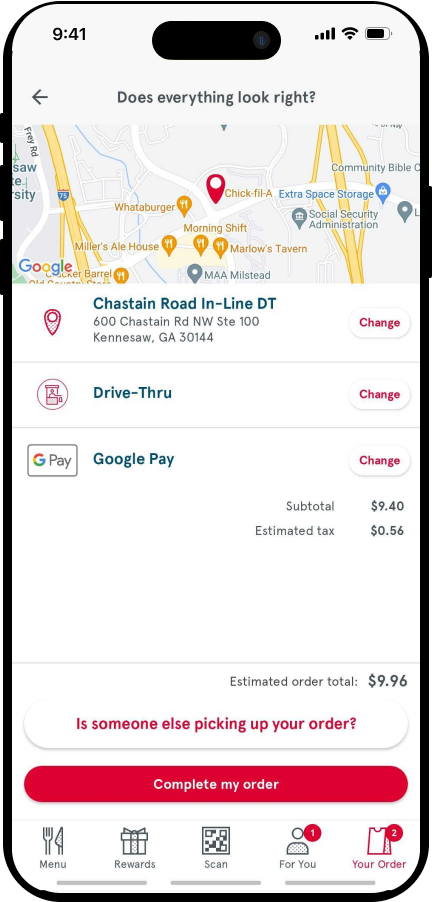 9:41
Does everything look right?
Frey Rd
Community Bible C
75
Chick-fil-A
Extra Space Storage
Whataburger
Social Security
Administration
L
Morning Shift
Miller's Ale House
Marlow's Tavern
Google
Cracker Barrel
Old Country Store
MAA Milstead
Chastain Road In-Line DT
600 Chastain Rd NW Ste 100
Kennesaw, GA 30144
Change
Drive-Thru
Change
G Pay
Google Pay
Change
Subtotal $9.40
Estimated tax $0.56
Estimated order total: $9.96
Is someone else picking up your order?
Complete my order
1
2
Menu
Rewards
Scan
For You
Your Order